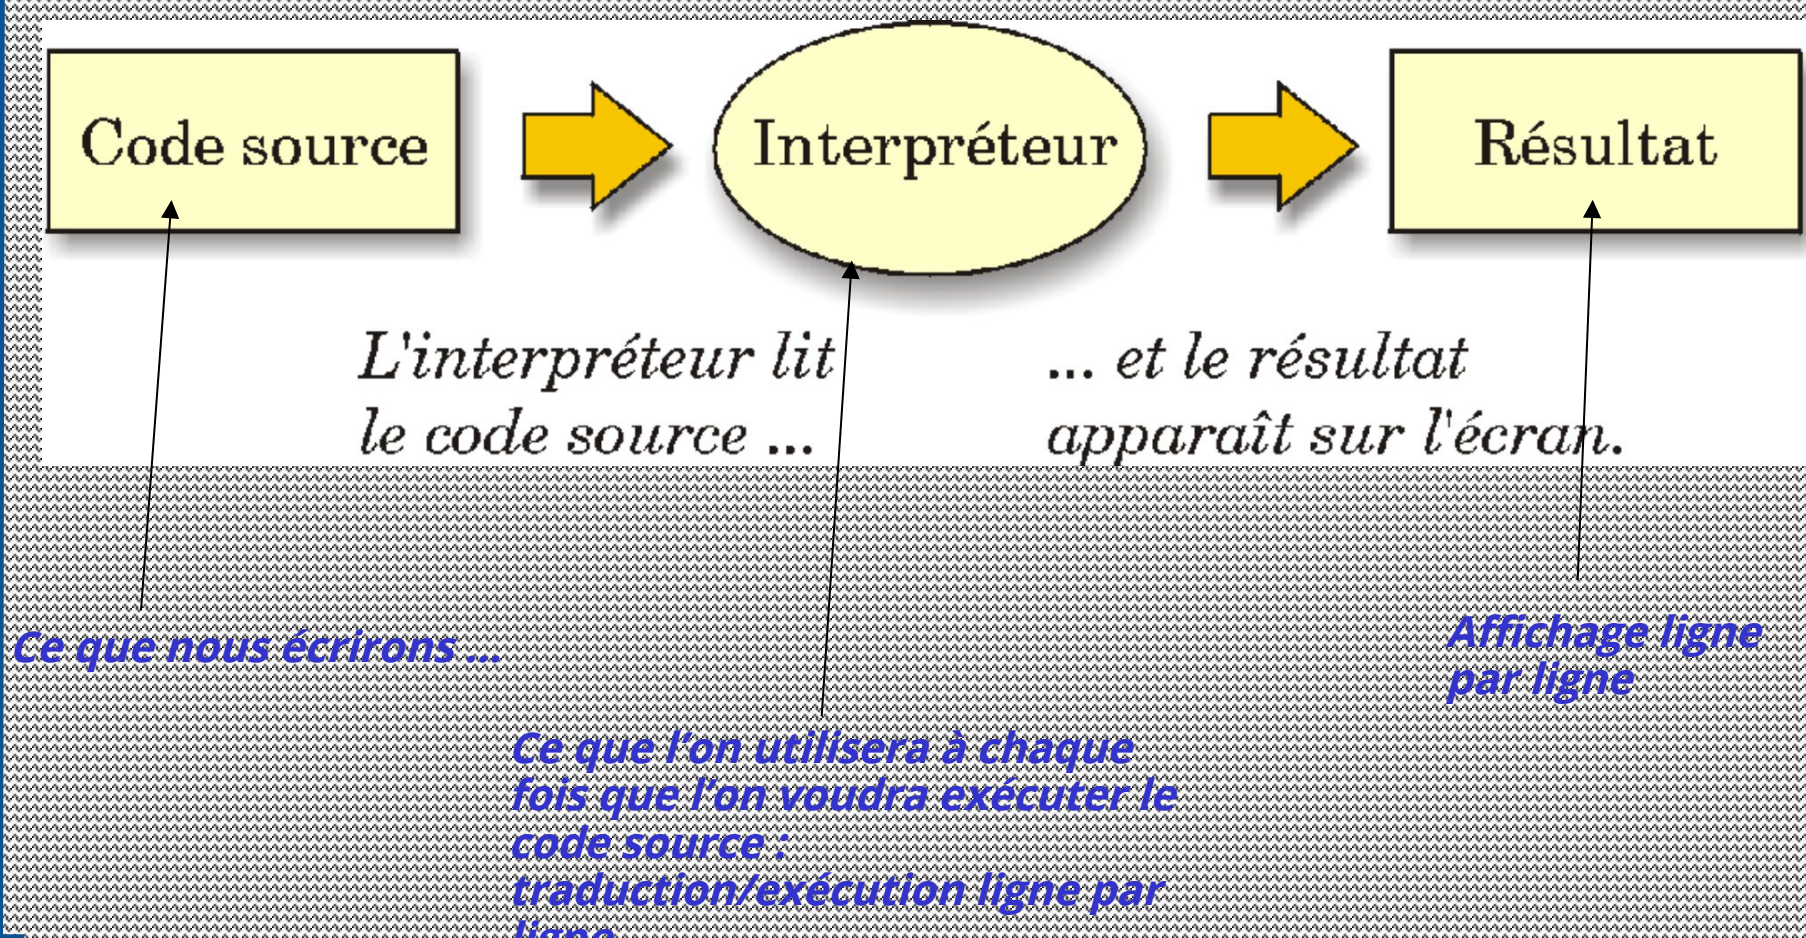 Code source
Interpréteur
Résultat
L'interpréteur lit
le code source ...
... et le résultat
apparaît sur l'écran.
Ce que nous écrirons ...
Affichage ligne
par ligne
Ce que l’on utilisera à chaque
fois que l’on voudra exécuter le
code source :
traduction/exécution ligne par
ligne